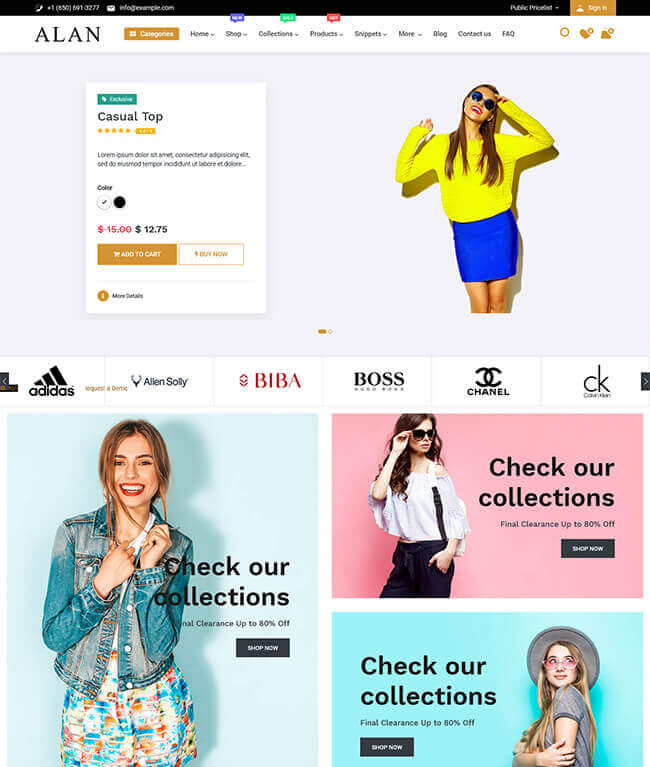 +1 (650) 691-3277 info@example.com Public Pricelist Sign in
NEW SALE HOT
ALAN Categories Home Shop Collections Products Snippets More Blog Contact us FAQ
Exclusive
Casual Top
Lorem ipsum dolor sit amet, consectetur adipisicing elit,
sed do eiusmod tempor incididunt ut labore et dolore...
Color
$ 15.00 $ 12.75
ADD TO CART BUY NOW
More Details
adidas
Request a Demo
Allen Solly
BIBA
BOSS
HUGO BOSS
CHANEL
ck
Calvin Klein
Check our
collections
Final Clearance Up to 80% Off
SHOP NOW
Check our
collections
Final Clearance Up to 80% Off
SHOP NOW
Check our
collections
Final Clearance Up to 80% Off
SHOP NOW